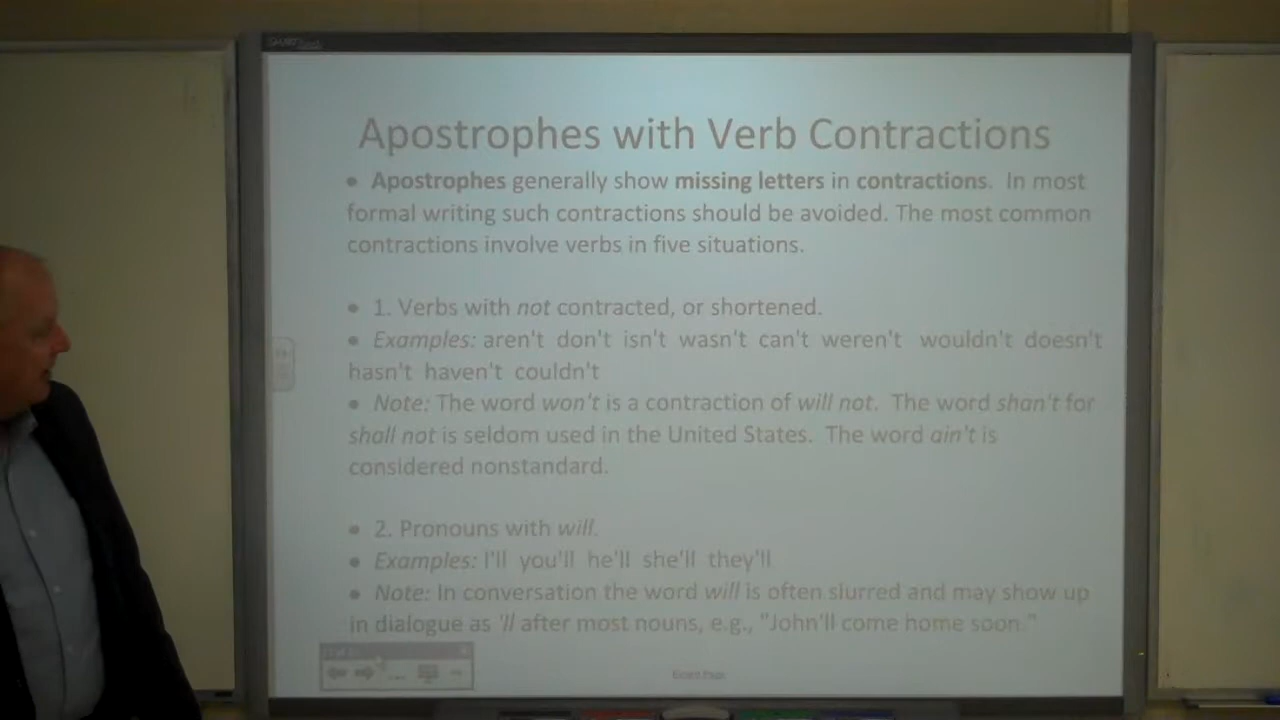 Apostrophes with Verb Contractions
• Apostrophes generally show missing letters in contractions. In most
formal writing such contractions should be avoided. The most common
contractions involve verbs in five situations.
• 1. Verbs with not contracted, or shortened.
• Examples: aren't don't isn't wasn't can't weren't wouldn't doesn't
hasn't haven't couldn't
• Note: The word won't is a contraction of will not. The word shan't for
shall not is seldom used in the United States. The word ain't is
considered nonstandard.
• 2. Pronouns with will.
• Examples: I'll you'll he'll she'll they'll
• Note: In conversation the word will is often slurred and may show up
in dialogue as 'll after most nouns, e.g., "John'll come home soon."
Extend Page